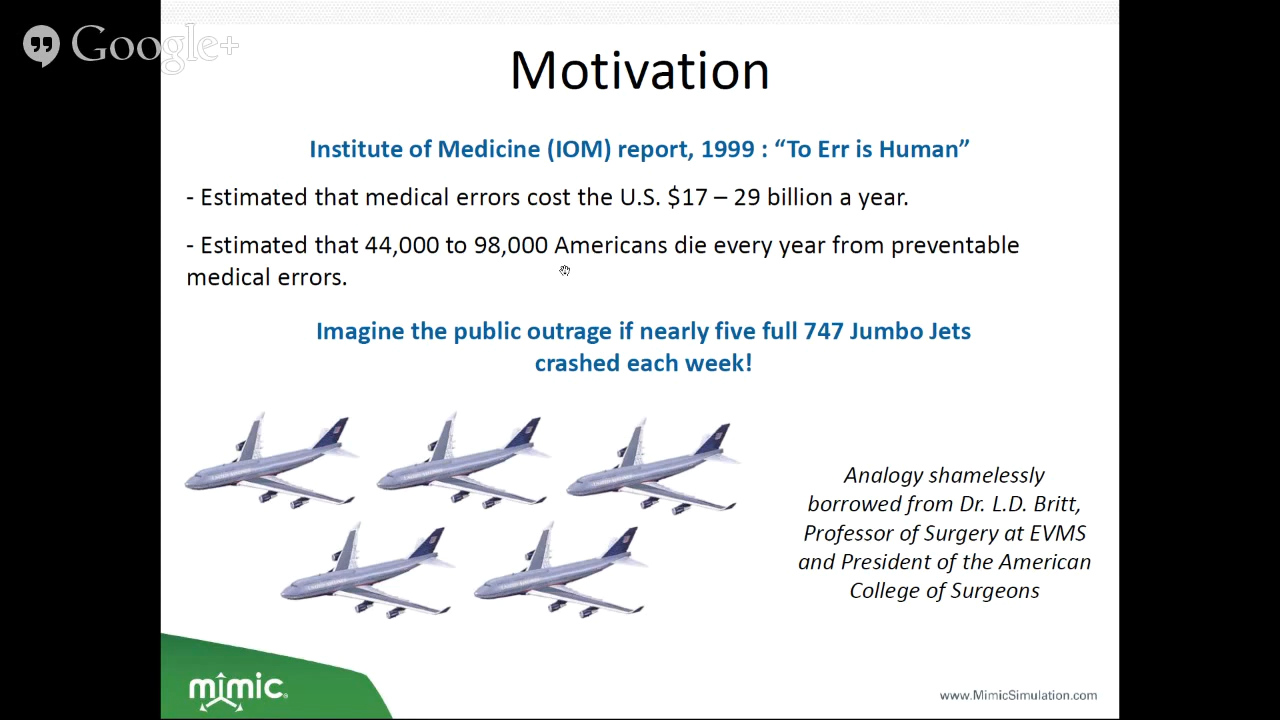 Google+
Motivation
Institute of Medicine (IOM) report, 1999 : “To Err is Human”
- Estimated that medical errors cost the U.S. $17 – 29 billion a year.
- Estimated that 44,000 to 98,000 Americans die every year from preventable
medical errors.
Imagine the public outrage if nearly five full 747 Jumbo Jets
crashed each week!
Analogy shamelessly
borrowed from Dr. L.D. Britt,
Professor of Surgery at EVMS
and President of the American
College of Surgeons
mimic
www.MimicSimulation.com